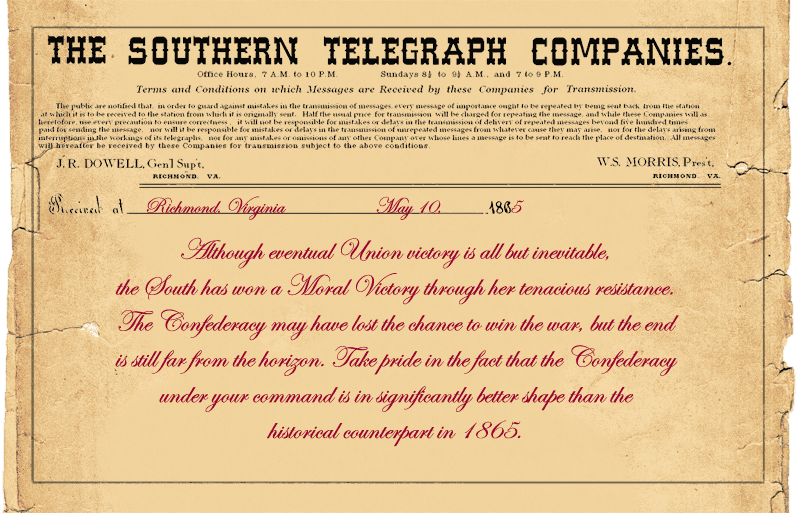 THE SOUTHERN TELEGRAPH COMPANIES.
Office Hours, 7 A.M. to 10 P.M. Sundays 8½ to 9½ A.M., and 7 to 9 P.M.
Terms and Conditions on which Messages are Received by these Companies for Transmission.
The public are notified that, in order to guard against mistakes in the transmission of messages, every message of importance ought to be repeated by being sent back from the station
at which it is to be received to the station from which it is originally sent. Half the usual price for transmission will be charged for repeating the message, and while these Companies will as
heretofore, use every precaution to ensure correctness, it will not be responsible for mistakes or delays in the transmission of delivery of repeated messages beyond five hundred times
paid for sending the message, nor will it be responsible for mistakes or delays in the transmission of unrepeated messages from whatever cause they may arise, nor for the delays arising from
interruptions in the workings of its telegraphs, nor for any mistakes or omissions of any other Company over whose lines a message is to be sent to reach the place of destination. All messages
will hereafter be received by these Companies for transmission subject to the above conditions.
J.R. DOWELL, Gen'l Sup't, W.S. MORRIS, Pres't,
RICHMOND, VA. RICHMOND, VA.
Received at Richmond, Virginia May 10, 1865
Although eventual Union victory is all but inevitable,
the South has won a Moral Victory through her tenacious resistance.
The Confederacy may have lost the chance to win the war, but the end
is still far from the horizon. Take pride in the fact that the Confederacy
under your command is in significantly better shape than the
historical counterpart in 1865.